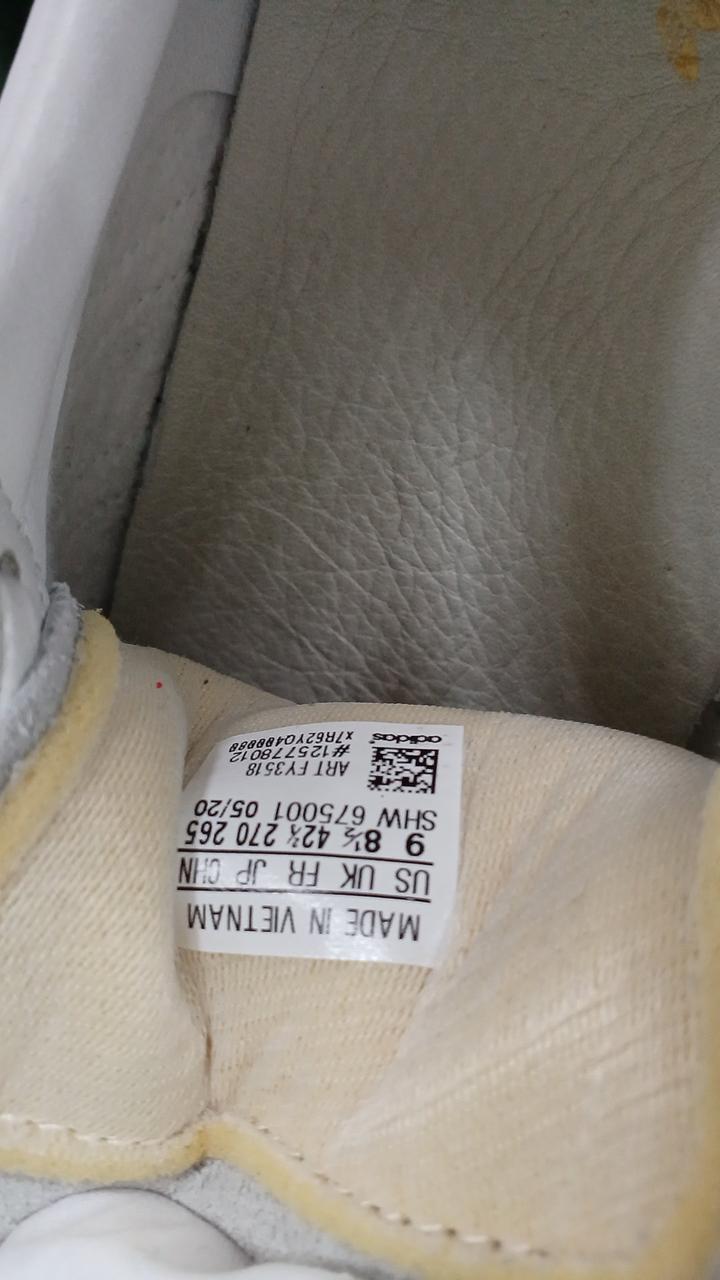 MADE IN VIETNAM
US UK FR JP CHN
9 8½ 42⅔ 270 265
SHW 675001 05/20
ART FY3518
#125778012
adidas